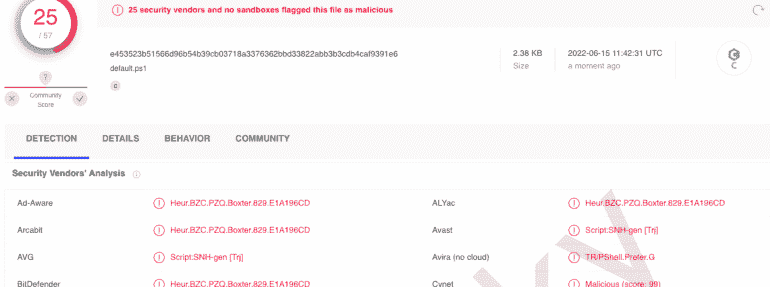 25
/ 57
25 security vendors and no sandboxes flagged this file as malicious
e453523b51566d96b54b39cb03718a3376362bbd33822abb3b3cdb4caf9391e6
default.ps1
c
2.38 KB
Size
2022-06-15 11:42:31 UTC
a moment ago
C
?
Community
Score
DETECTION DETAILS BEHAVIOR COMMUNITY
Security Vendors' Analysis
Ad-Aware Heur.BZC.PZQ.Boxter.829.E1A196CD ALYac Heur.BZC.PZQ.Boxter.829.E1A196CD
Arcabit Heur.BZC.PZQ.Boxter.829.E1A196CD Avast Script:SNH-gen [Trj]
AVG Script:SNH-gen [Trj] Avira (no cloud) TR/PShell.Prefer.G
BitDefender Heur.BZC.PZQ.Boxter.829.E1A196CD Cynet Malicious (score: 99)